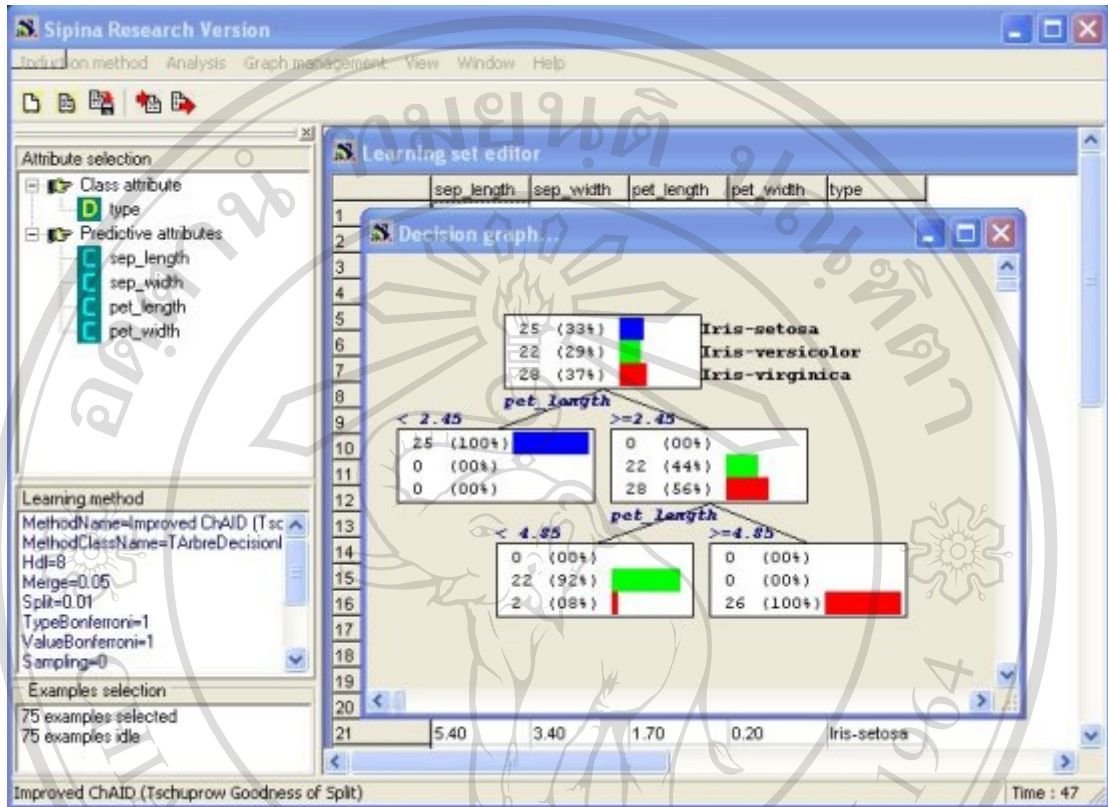 Sipina Research Version
Induction method Analysis Graph management View Window Help
Attribute selection
Class attribute
D type
Predictive attributes
C sep_length
C sep_width
C pet_length
C pet_width
Learning method
MethodName=Improved ChAID (Tsc
MethodClassName=TArbreDecisionI
Hdl=8
Merge=0.05
Split=0.01
TypeBonferroni=1
ValueBonferroni=1
Sampling=0
Examples selection
75 examples selected
75 examples idle
Learning set editor
sep_length sep_width pet_length pet_width type
1
2
3
4
5
6
7
8
9
10
11
12
13
14
15
16
17
18
19
20
21 5.40 3.40 1.70 0.20 Iris-setosa
Decision graph...
25 (33%) Iris-setosa
22 (29%) Iris-versicolor
28 (37%) Iris-virginica
pet_length
< 2.45 >=2.45
25 (100%)
0 (00%)
0 (00%)
0 (00%)
22 (44%)
28 (56%)
pet_length
< 4.85 >=4.85
0 (00%)
22 (92%)
2 (08%)
0 (00%)
0 (00%)
26 (100%)
Improved ChAID (Tschuprow Goodness of Split) Time : 47
1964